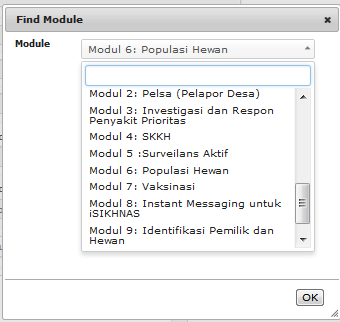 Find Module
Module
Modul 6: Populasi Hewan
Modul 2: Pelsa (Pelapor Desa)
Modul 3: Investigasi dan Respon
Penyakit Prioritas
Modul 4: SKKH
Modul 5 :Surveilans Aktif
Modul 6: Populasi Hewan
Modul 7: Vaksinasi
Modul 8: Instant Messaging untuk
iSIKHNAS
Modul 9: Identifikasi Pemilik dan
Hewan
OK